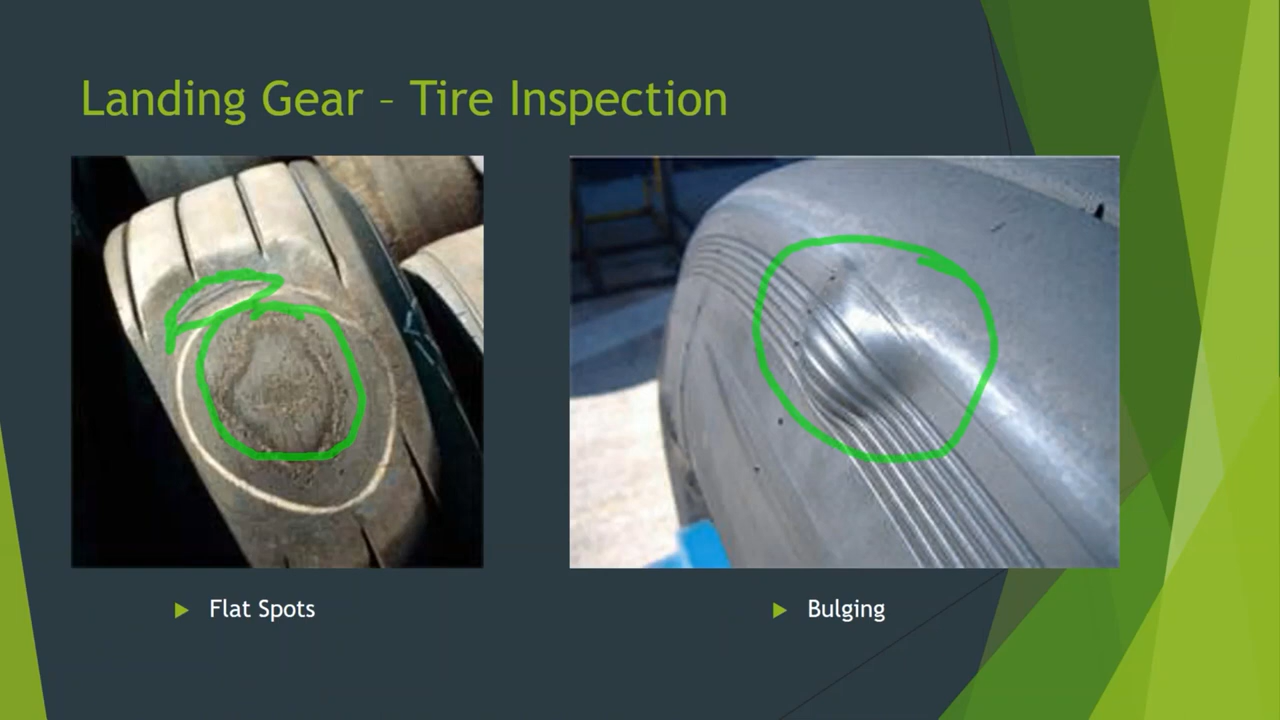 Landing Gear – Tire Inspection
Flat Spots
Bulging